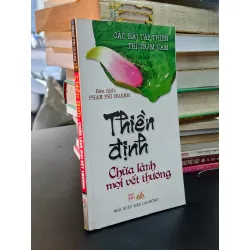 CÁC BÀI TẬP THIỀN
TRỊ TRẦM CẢM
Biên dịch:
PHAN PHI HOÀNH
Thiền
định
Chữa lành
mọi vết thương
NHÀ XUẤT BẢN LAO ĐỘNG